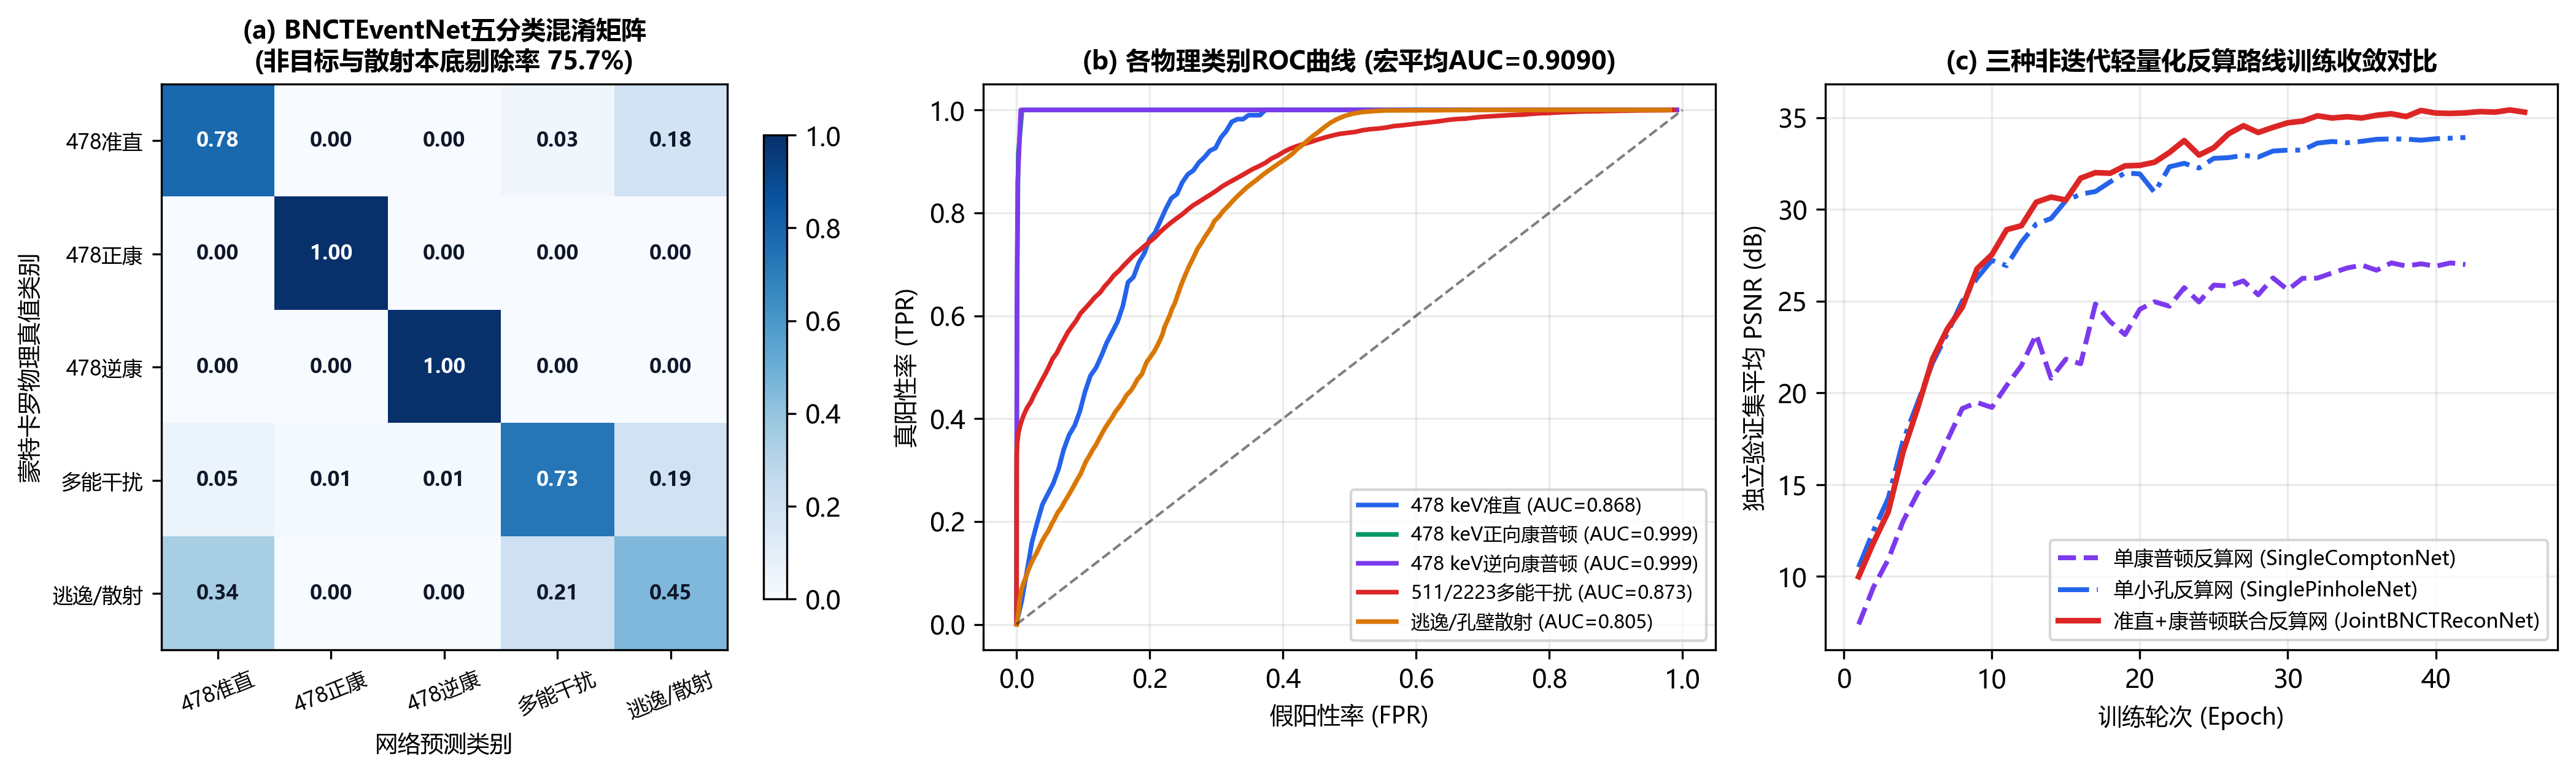 (a) BNCTEventNet五分类混淆矩阵
(非目标与散射本底剔除率 75.7%)
蒙特卡罗物理真值类别
478准直
478正康
478逆康
多能干扰
逃逸/散射
0.78 0.00 0.00 0.03 0.18
0.00 1.00 0.00 0.00 0.00
0.00 0.00 1.00 0.00 0.00
0.05 0.01 0.01 0.73 0.19
0.34 0.00 0.00 0.21 0.45
478准直 478正康 478逆康 多能干扰 逃逸/散射
网络预测类别
1.0
0.8
0.6
0.4
0.2
0.0
(b) 各物理类别ROC曲线 (宏平均AUC=0.9090)
真阳性率 (TPR)
1.0
0.8
0.6
0.4
0.2
0.0
478 keV准直 (AUC=0.868)
478 keV正向康普顿 (AUC=0.999)
478 keV逆向康普顿 (AUC=0.999)
511/2223多能干扰 (AUC=0.873)
逃逸/孔壁散射 (AUC=0.805)
0.0 0.2 0.4 0.6 0.8 1.0
假阳性率 (FPR)
(c) 三种非迭代轻量化反算路线训练收敛对比
独立验证集平均 PSNR (dB)
35
30
25
20
15
10
单康普顿反算网 (SingleComptonNet)
单小孔反算网 (SinglePinholeNet)
准直+康普顿联合反算网 (JointBNCTReconNet)
0 10 20 30 40
训练轮次 (Epoch)